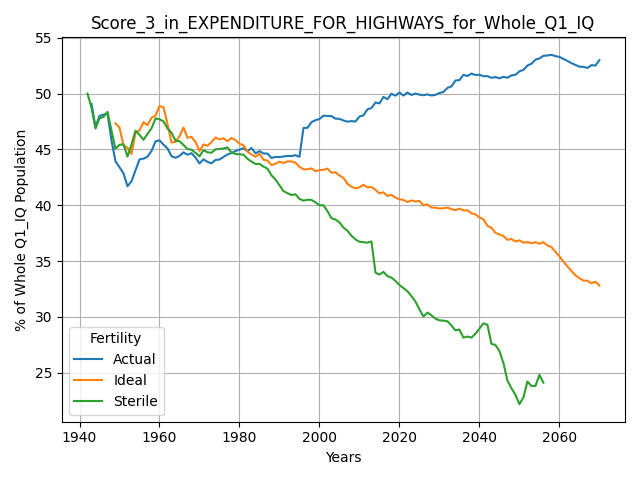 Score_3_in_EXPENDITURE_FOR_HIGHWAYS_for_Whole_Q1_IQ
% of Whole Q1_IQ Population
55
50
45
40
35
30
25
Fertility
Actual
Ideal
Sterile
1940 1960 1980 2000 2020 2040 2060
Years